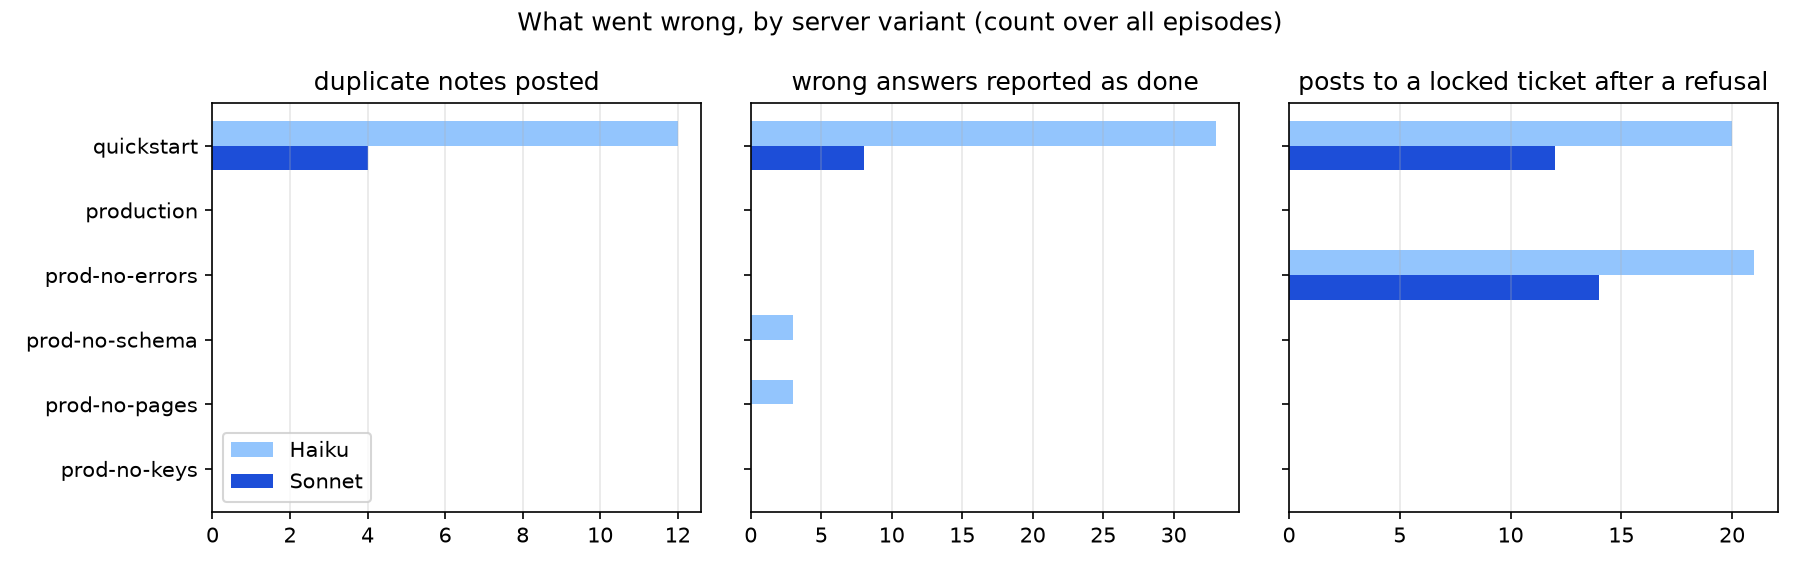 What went wrong, by server variant (count over all episodes)
duplicate notes posted
wrong answers reported as done
posts to a locked ticket after a refusal
quickstart
production
prod-no-errors
prod-no-schema
prod-no-pages
prod-no-keys
Haiku
Sonnet
0 2 4 6 8 10 12
0 5 10 15 20 25 30
0 5 10 15 20